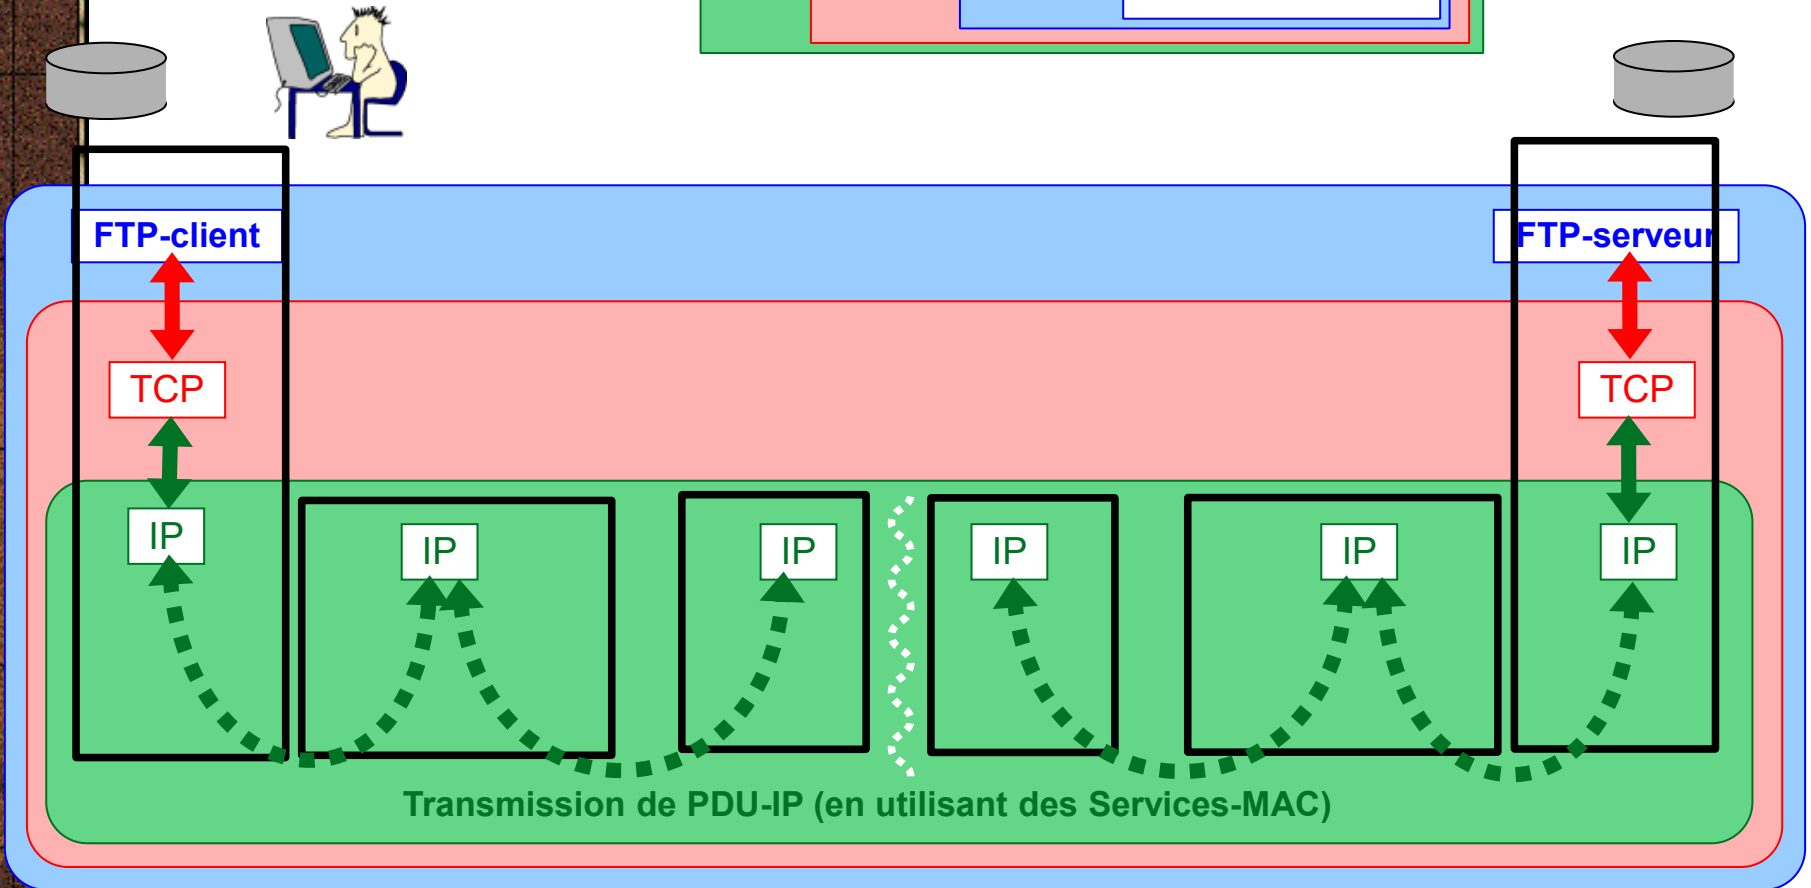 FTP-client
FTP-serveur
TCP
TCP
IP
IP
IP
IP
IP
IP
Transmission de PDU-IP (en utilisant des Services-MAC)